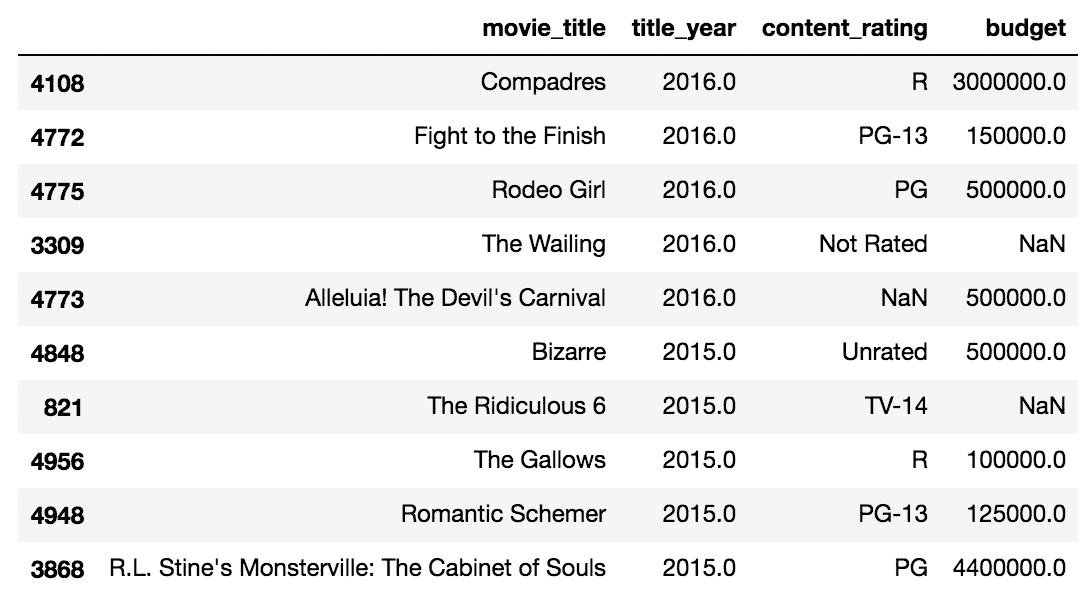 movie_title title_year content_rating budget
4108 Compadres 2016.0 R 3000000.0
4772 Fight to the Finish 2016.0 PG-13 150000.0
4775 Rodeo Girl 2016.0 PG 500000.0
3309 The Wailing 2016.0 Not Rated NaN
4773 Alleluia! The Devil's Carnival 2016.0 NaN 500000.0
4848 Bizarre 2015.0 Unrated 500000.0
821 The Ridiculous 6 2015.0 TV-14 NaN
4956 The Gallows 2015.0 R 100000.0
4948 Romantic Schemer 2015.0 PG-13 125000.0
3868 R.L. Stine's Monsterville: The Cabinet of Souls 2015.0 PG 4400000.0